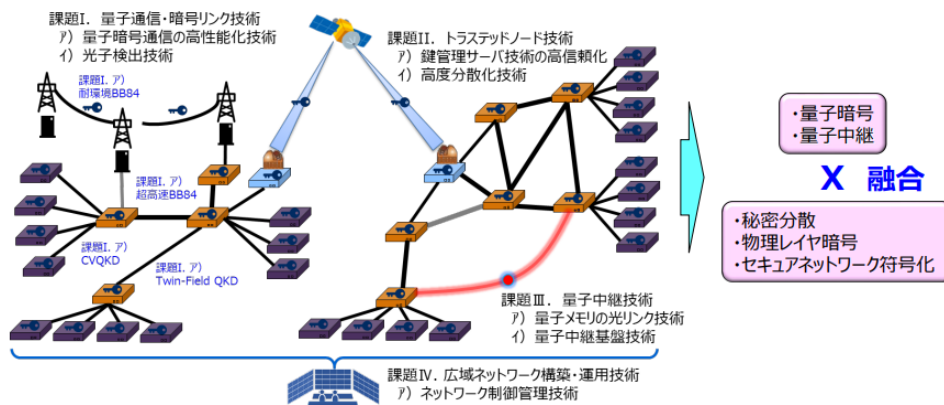 課題I．量子通信・暗号リンク技術
ｱ）量子暗号通信の高性能化技術
ｲ）光子検出技術
課題I. ｱ）
耐環境BB84
課題I. ｱ）
超高速BB84
課題I. ｱ）
CVQKD
課題I. ｱ）
Twin-Field QKD
課題II．トラステッドノード技術
ｱ）鍵管理サーバ技術の高信頼化
ｲ）高度分散化技術
課題Ⅲ．量子中継技術
ｱ）量子メモリの光リンク技術
ｲ）量子中継基盤技術
課題Ⅳ．広域ネットワーク構築・運用技術
ｱ）ネットワーク制御管理技術
・量子暗号
・量子中継
X 融合
・秘密分散
・物理レイヤ暗号
・セキュアネットワーク符号化